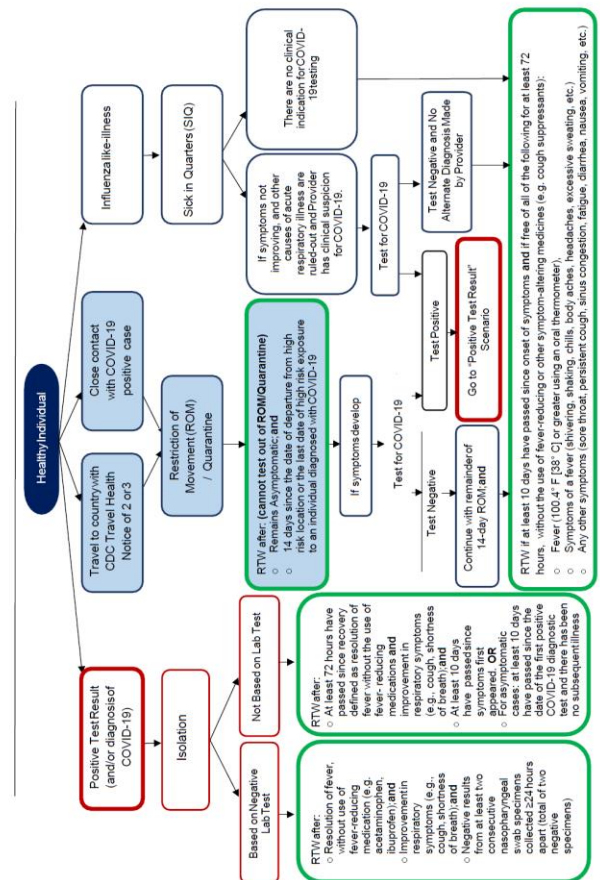 Healthy Individual
Positive Test Result
(and/or diagnosis of
COVID-19)
Travel to country with
CDC Travel Health
Notice of 2 or 3
Close contact
with COVID-19
positive case
Influenza like-illness
Isolation
Restriction of
Movement (ROM)
/ Quarantine
Sick in Quarters (SIQ)
Based on Negative
Lab Test
Not Based on Lab Test
RTW after: (cannot test out of ROM/Quarantine)
○ Remains Asymptomatic; and
○ 14 days since the date of departure from high
risk location or the last date of high risk exposure
to an individual diagnosed with COVID-19
If symptoms not
improving, and other
causes of acute
respiratory illness are
ruled-out and Provider
has clinical suspicion
for COVID-19.
There are no clinical
indication for COVID-
19 testing
RTW after:
○ Resolution of fever,
without use of
fever-reducing
medication (e.g.
acetaminophen,
ibuprofen); and
○ Improvement in
respiratory
symptoms (e.g.,
cough, shortness
of breath); and
○ Negative results
from at least two
consecutive
nasopharyngeal
swab specimens
collected ≥24 hours
apart (total of two
negative
specimens)
RTW after:
○ At least 72 hours have
passed since recovery
defined as resolution of
fever without the use of
fever- reducing
medications and
improvement in
respiratory symptoms
(e.g., cough, shortness
of breath); and
○ At least 10 days
have passed since
symptoms first
appeared, OR
○ For asymptomatic
cases: at least 10 days
have passed since the
date of the first positive
COVID-19 diagnostic
test and there has been
no subsequent illness
If symptoms develop
Test for COVID-19
Test for COVID-19
Test Negative
Test Positive
Test Negative and No
Alternate Diagnosis Made
by Provider
Continue with remainder of
14-day ROM; and
Go to "Positive Test Result"
Scenario
RTW if at least 10 days have passed since onset of symptoms and if free of all of the following for at least 72
hours, without the use of fever-reducing or other symptom-altering medicines (e.g. cough suppressants):
○ Fever (100.4° F [38° C] or greater using an oral thermometer),
○ Symptoms of a fever (shivering, shaking, chills, body aches, headaches, excessive sweating, etc.)
○ Any other symptoms (sore throat, persistent cough, sinus congestion, fatigue, diarrhea, nausea, vomiting, etc.)